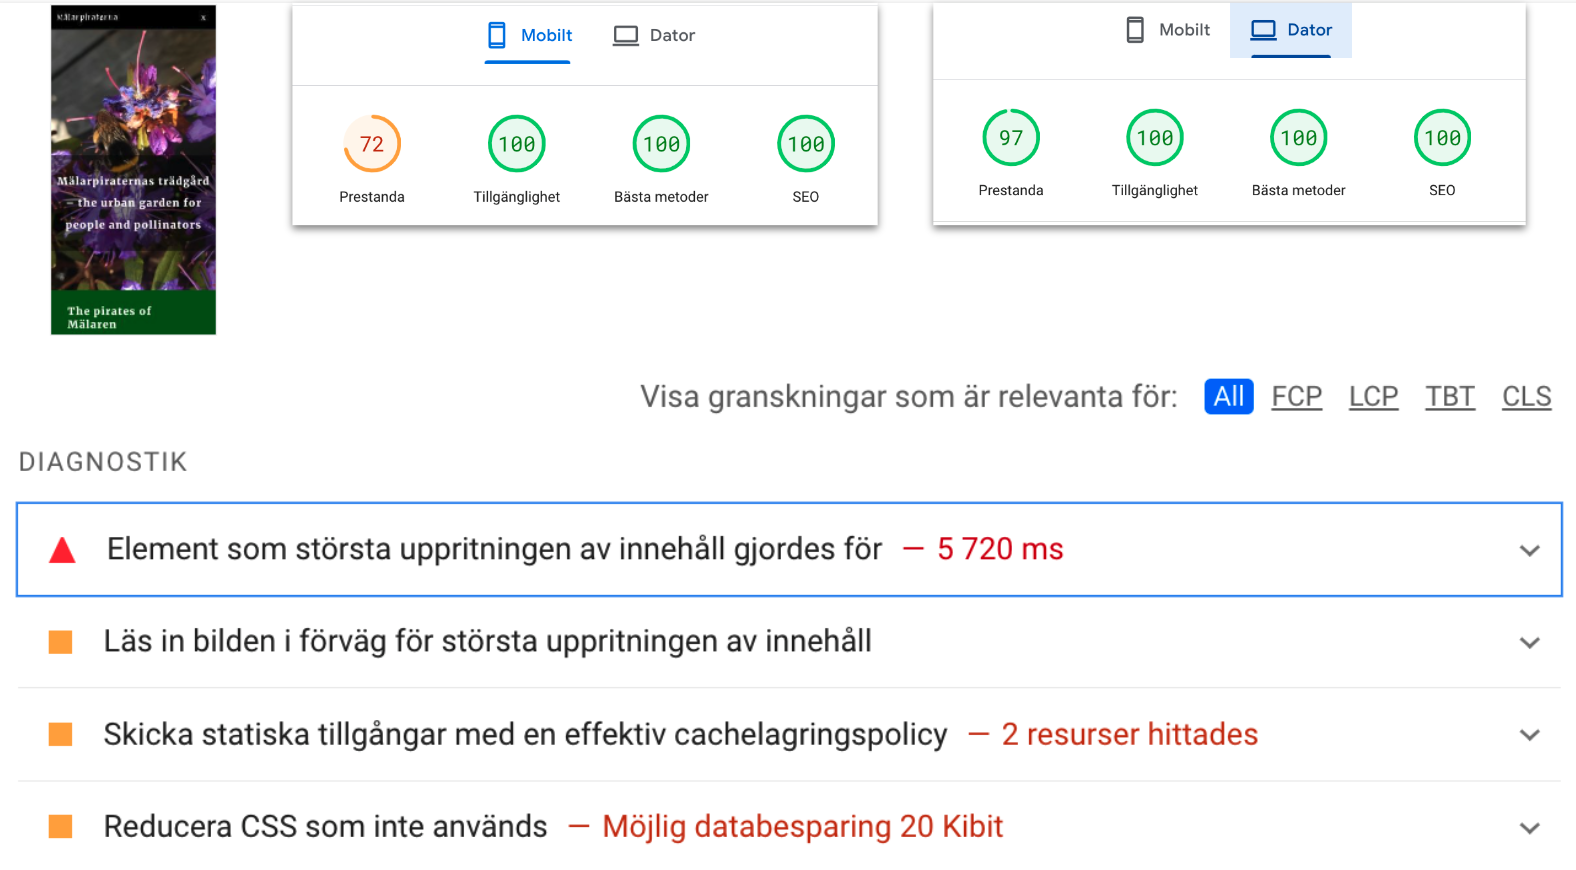 Mälarpiraterna x
Mälarpiraternas trädgård
– the urban garden for
people and pollinators
The pirates of
Mälaren
Mobilt Dator
72 100 100 100
Prestanda Tillgänglighet Bästa metoder SEO
Mobilt Dator
97 100 100 100
Prestanda Tillgänglighet Bästa metoder SEO
Visa granskningar som är relevanta för: All FCP LCP TBT CLS
DIAGNOSTIK
Element som största uppritningen av innehåll gjordes för — 5 720 ms
Läs in bilden i förväg för största uppritningen av innehåll
Skicka statiska tillgångar med en effektiv cachelagringspolicy — 2 resurser hittades
Reducera CSS som inte används — Möjlig databesparing 20 Kibit